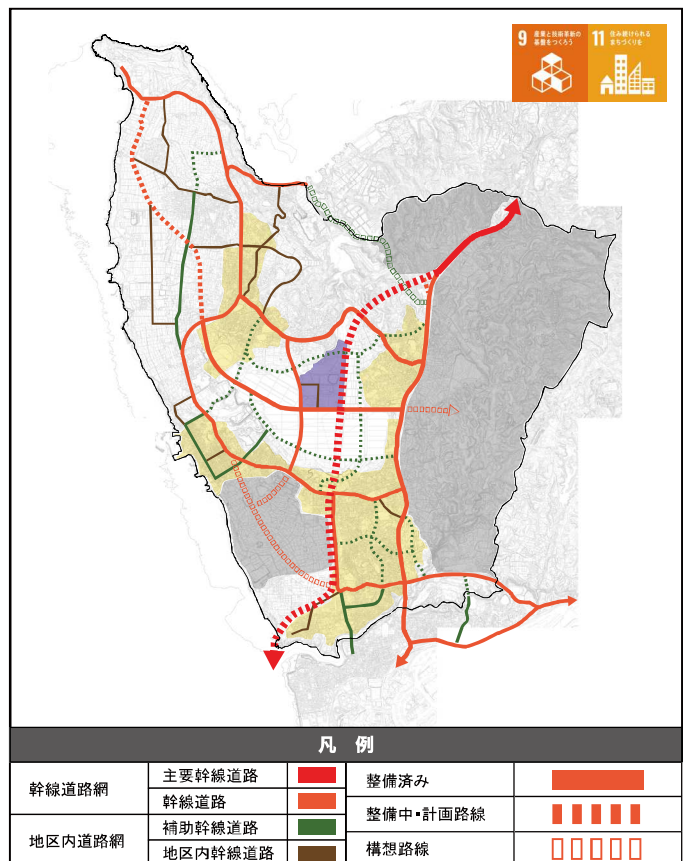 9 産業と技術革新の
基盤をつくろう
11 住み続けられる
まちづくりを
凡 例
幹線道路網
主要幹線道路
幹線道路
地区内道路網
補助幹線道路
地区内幹線道路
整備済み
整備中・計画路線
構想路線